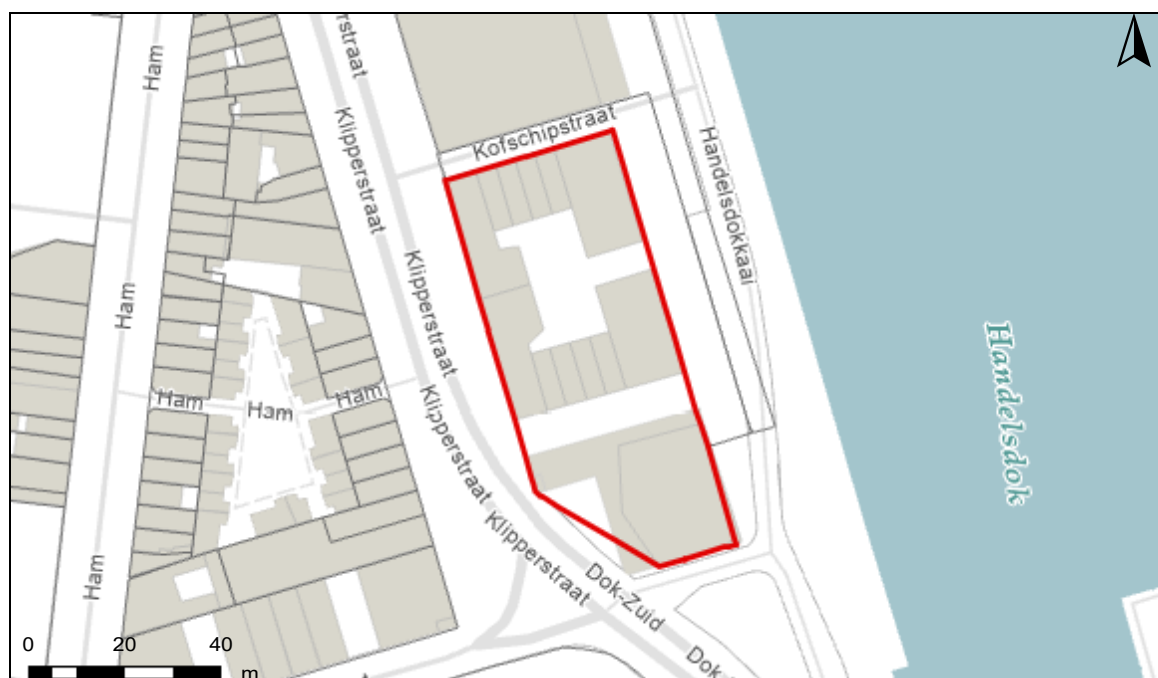 rstraat
Ham
Klipperstraat
Kofschipstraat
Klipperstraat
Handelsdokkaai
Klipperstraat
Ham
Handelsdok
Klipperstraat
Ham
Ham
Ham
Klipperstraat
Ham
Dok-Zuid
Dok-
0 20 40
m